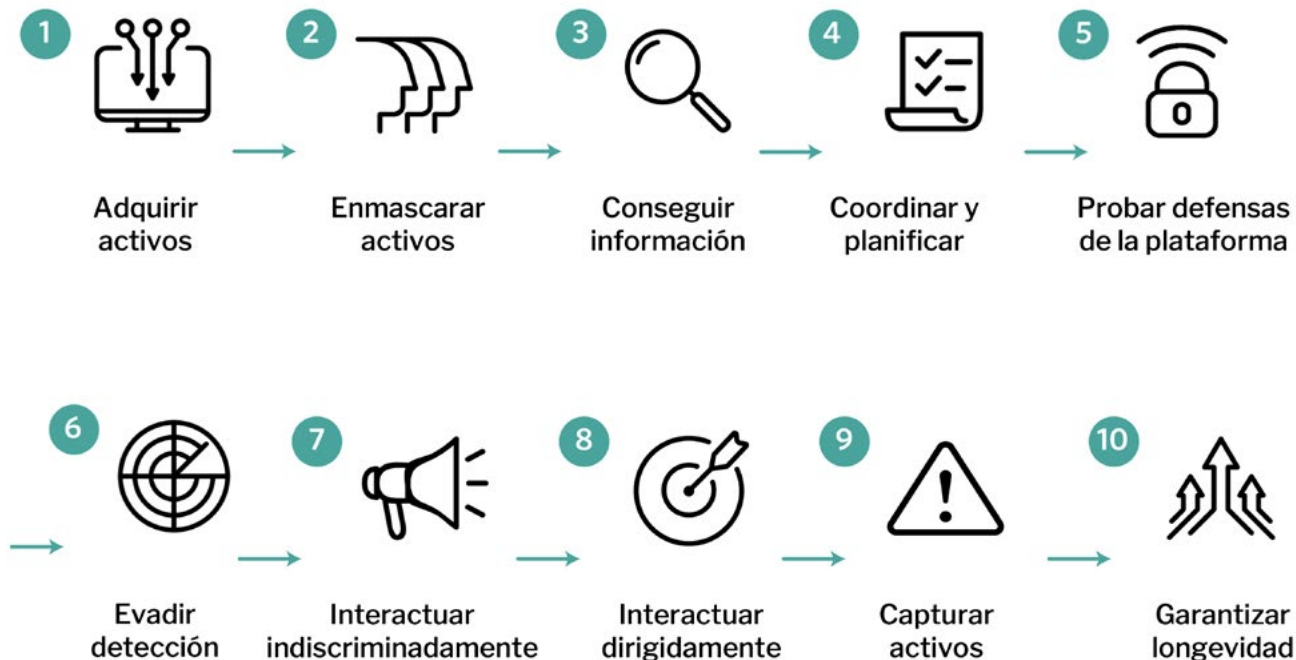 1
2
3
4
5
Adquirir
activos
Enmascarar
activos
Conseguir
información
Coordinar y
planificar
Probar defensas
de la plataforma
6
7
8
9
10
Evadir
detección
Interactuar
indiscriminadamente
Interactuar
dirigidamente
Capturar
activos
Garantizar
longevidad